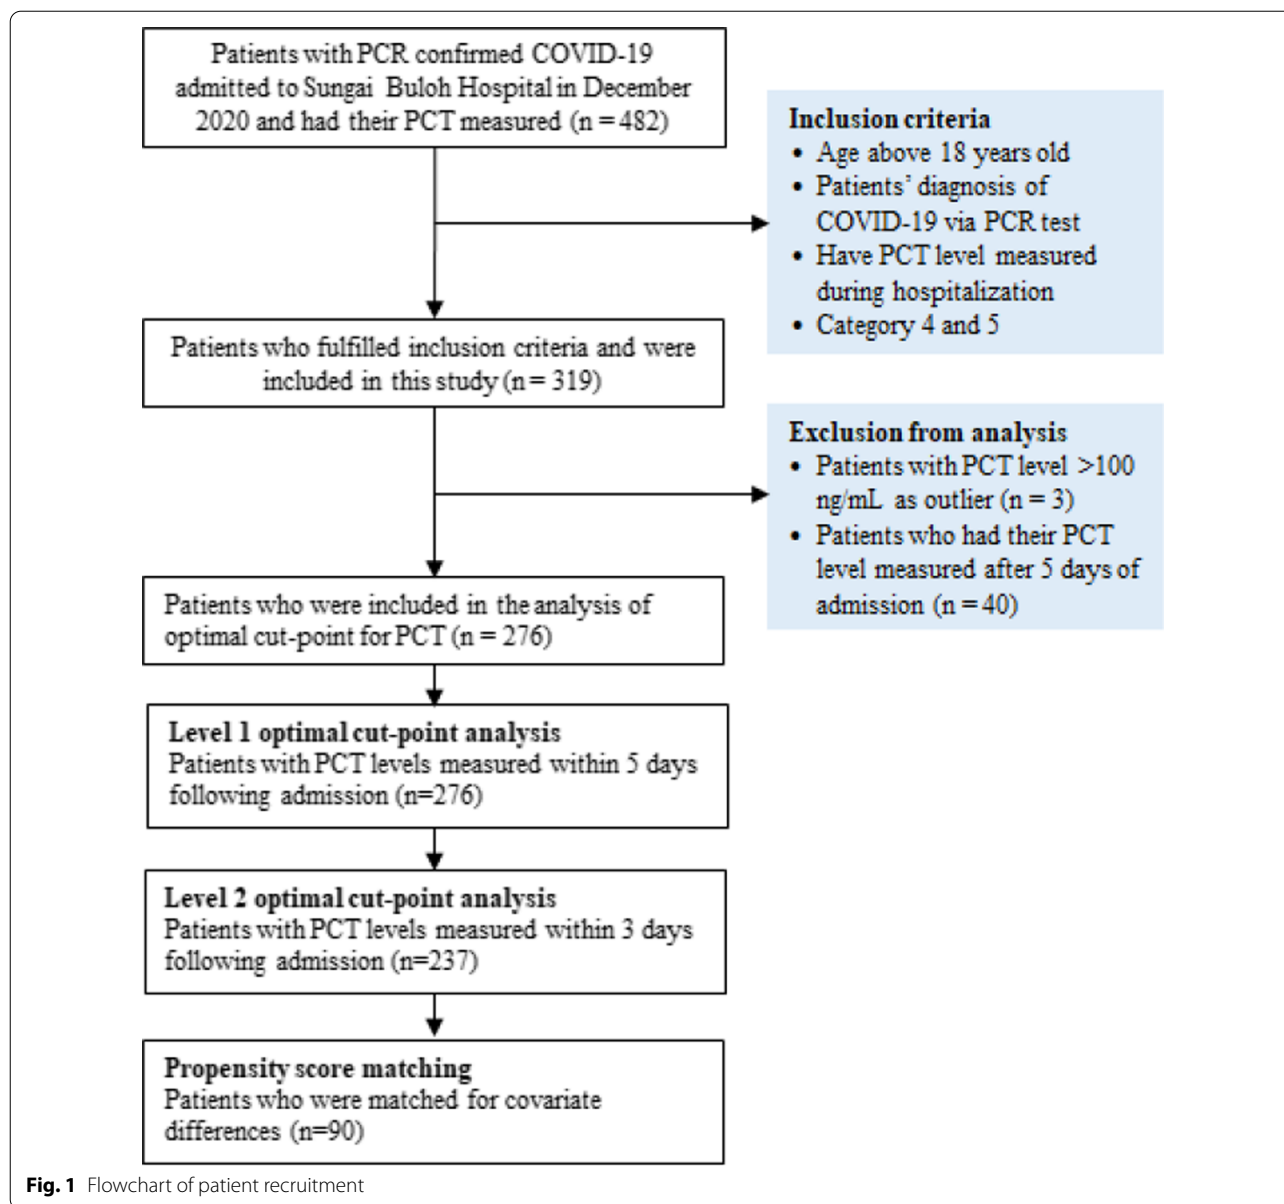 Patients with PCR confirmed COVID-19
admitted to Sungai Buloh Hospital in December
2020 and had their PCT measured (n = 482)
Inclusion criteria
• Age above 18 years old
• Patients' diagnosis of
COVID-19 via PCR test
• Have PCT level measured
during hospitalization
• Category 4 and 5
Patients who fulfilled inclusion criteria and were
included in this study (n = 319)
Exclusion from analysis
• Patients with PCT level >100
ng/mL as outlier (n = 3)
• Patients who had their PCT
level measured after 5 days of
admission (n = 40)
Patients who were included in the analysis of
optimal cut-point for PCT (n = 276)
Level 1 optimal cut-point analysis
Patients with PCT levels measured within 5 days
following admission (n=276)
Level 2 optimal cut-point analysis
Patients with PCT levels measured within 3 days
following admission (n=237)
Propensity score matching
Patients who were matched for covariate
differences (n=90)
Fig. 1 Flowchart of patient recruitment